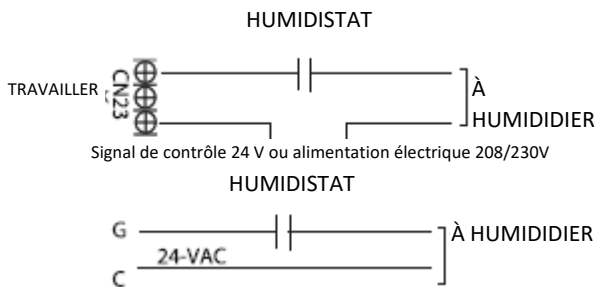 HUMIDISTAT
TRAVAILLER
CN23
À
HUMIDIDIER
Signal de contrôle 24 V ou alimentation électrique 208/230V
HUMIDISTAT
G
À HUMIDIDIER
24-VAC
C